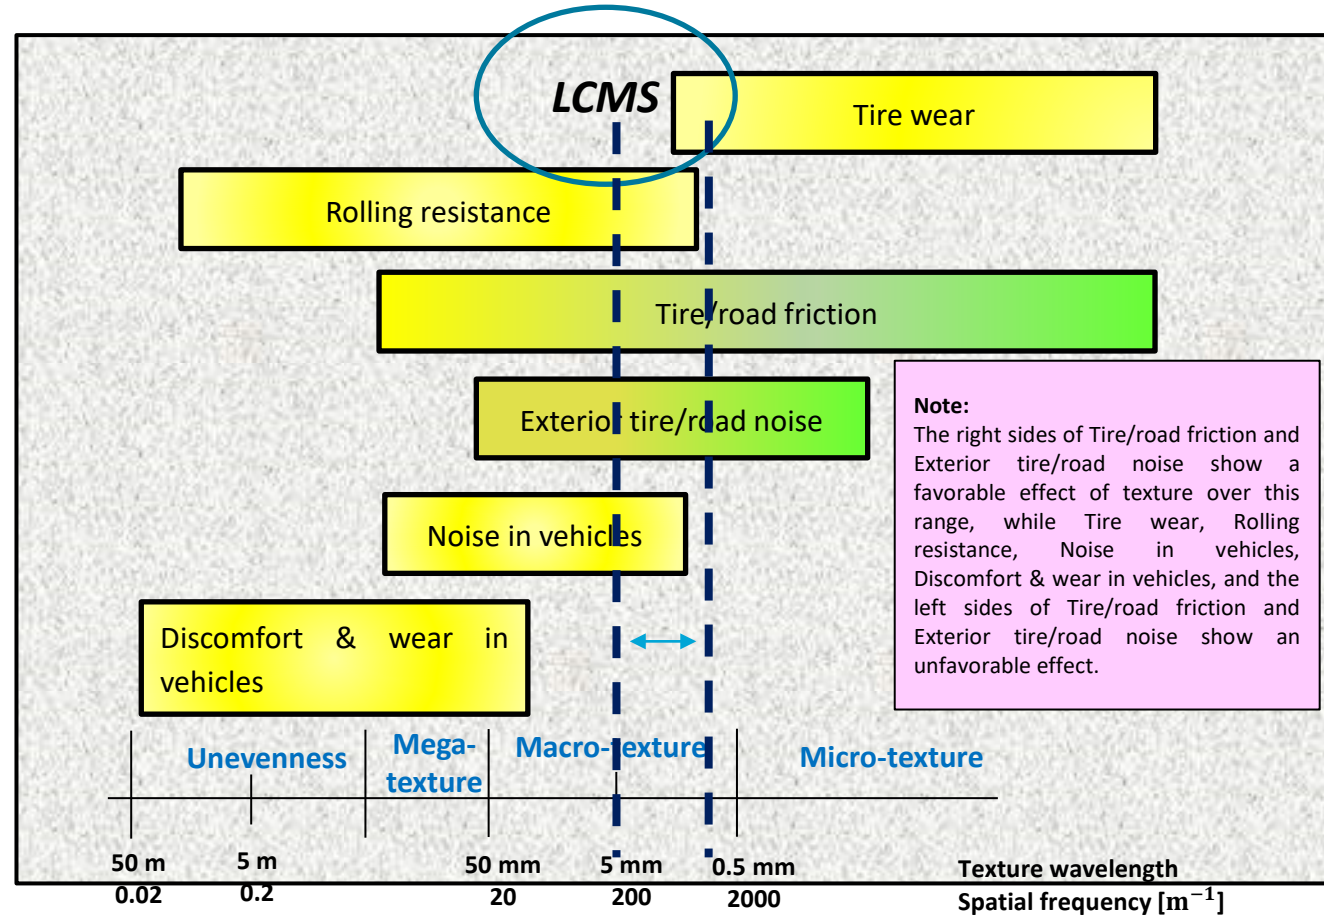 LCMS
Tire wear
Rolling resistance
Tire/road friction
Exterior tire/road noise
Note:
The right sides of Tire/road friction and
Exterior tire/road noise show a
favorable effect of texture over this
range, while Tire wear, Rolling
resistance, Noise in vehicles,
Discomfort & wear in vehicles, and the
left sides of Tire/road friction and
Exterior tire/road noise show an
unfavorable effect.
Noise in vehicles
Discomfort & wear in
vehicles
Unevenness
Mega-
texture
Macro-texture
Micro-texture
50 m 5 m 50 mm 5 mm 0.5 mm Texture wavelength
0.02 0.2 20 200 2000 Spatial frequency [m⁻¹]